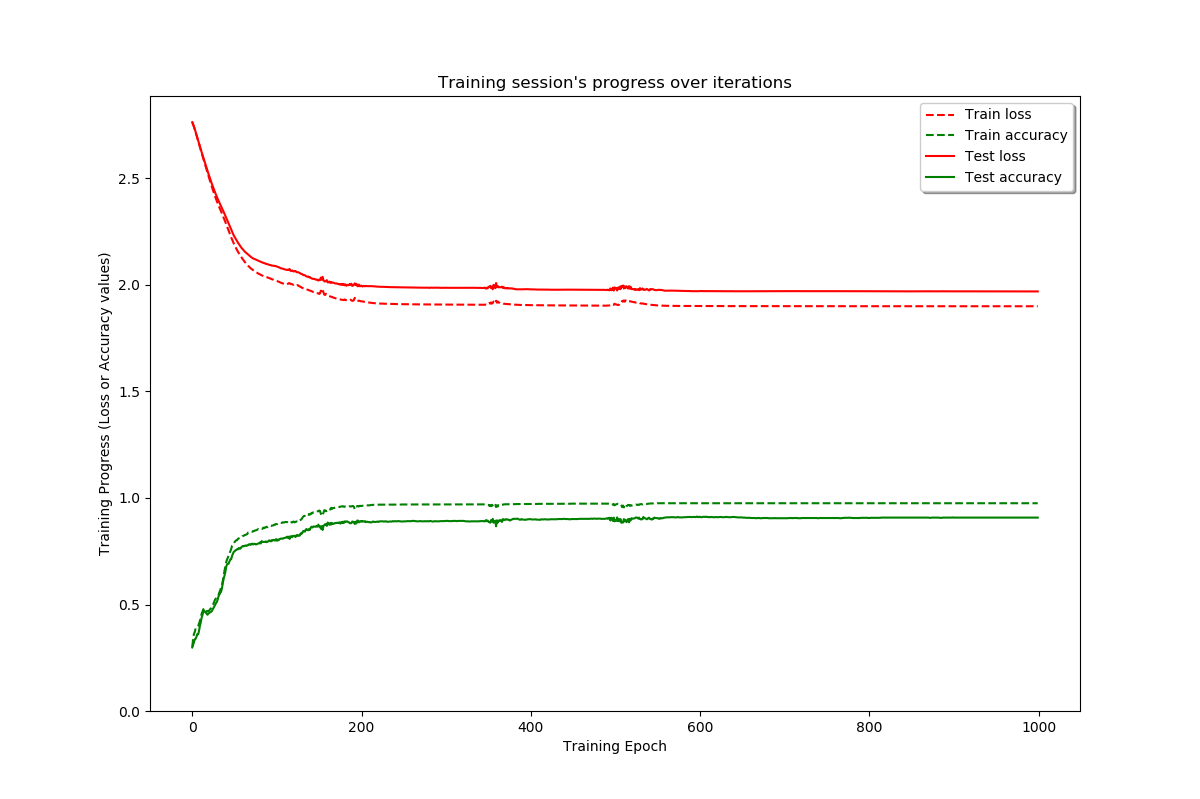 Training session's progress over iterations
Train loss
Train accuracy
Test loss
Test accuracy
Training Progress (Loss or Accuracy values)
2.5
2.0
1.5
1.0
0.5
0.0
0 200 400 600 800 1000
Training Epoch